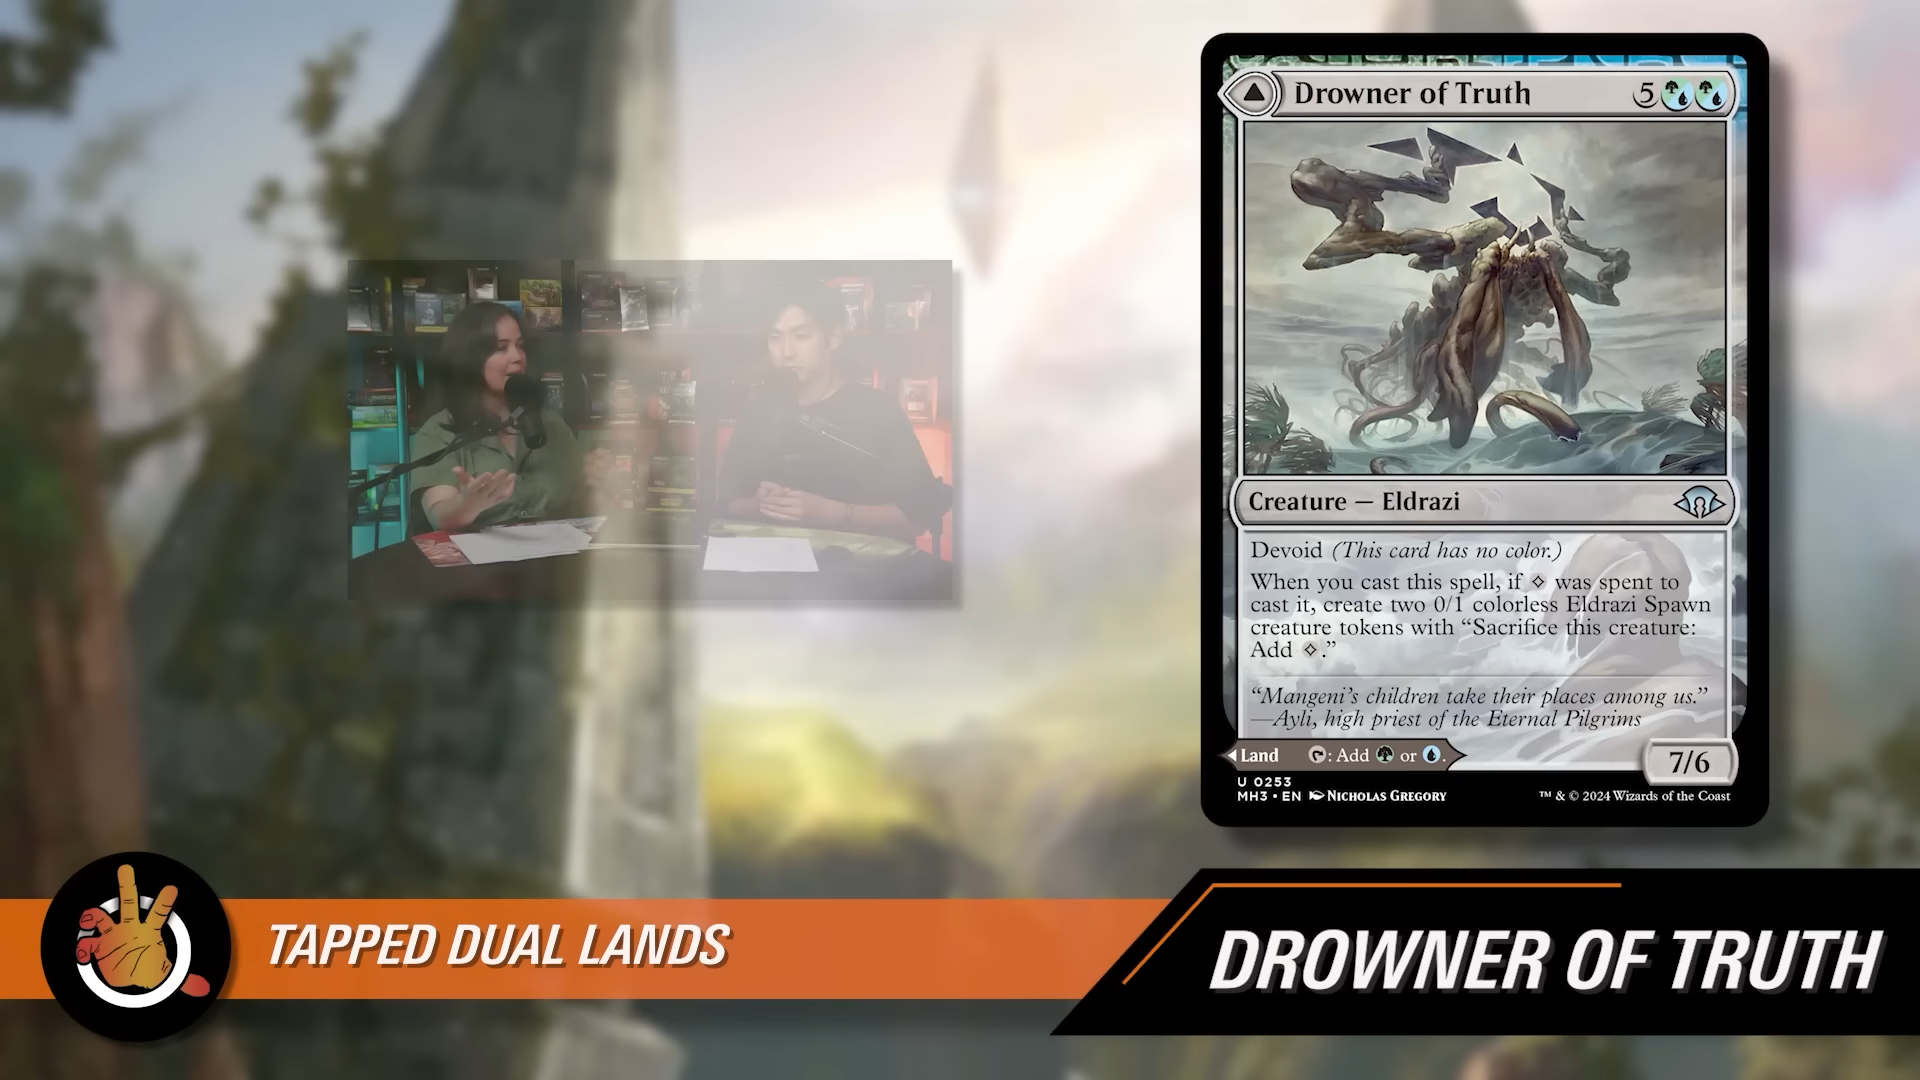 Drowner of Truth 5
Creature — Eldrazi
Devoid (This card has no color.)
When you cast this spell, if was spent to
cast it, create two 0/1 colorless Eldrazi Spawn
creature tokens with “Sacrifice this creature:
Add .”
“Mangeni’s children take their places among us.”
—Ayli, high priest of the Eternal Pilgrims
Land : Add or .
7/6
U 0253
MH3 • EN NICHOLAS GREGORY
™ & © 2024 Wizards of the Coast
TAPPED DUAL LANDS
DROWNER OF TRUTH